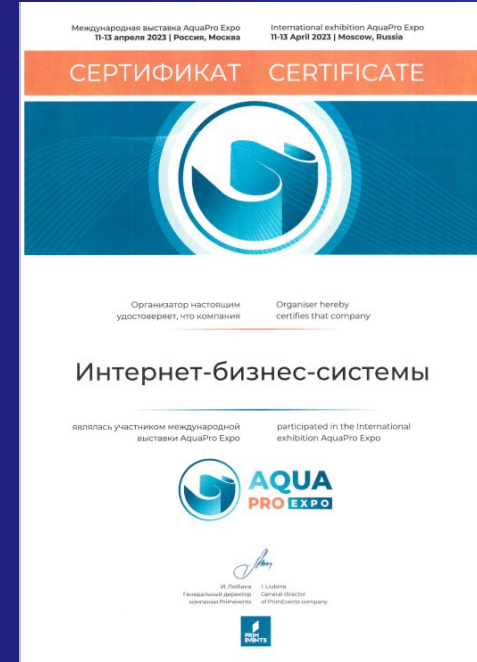 Международная выставка AquaPro Expo
11-13 апреля 2023 | Россия, Москва
International exhibition AquaPro Expo
11-13 April 2023 | Moscow, Russia
СЕРТИФИКАТ
CERTIFICATE
Организатор настоящим
удостоверяет, что компания
Organiser hereby
certifies that company
Интернет-бизнес-системы
являлась участником международной
выставки AquaPro Expo
participated in the International
exhibition AquaPro Expo
AQUA
PRO EXPO
И. Любина
Генеральный директор
компании Primevents
I. Liubina
General director
of PrimEvents company
PRIM
EVENTS